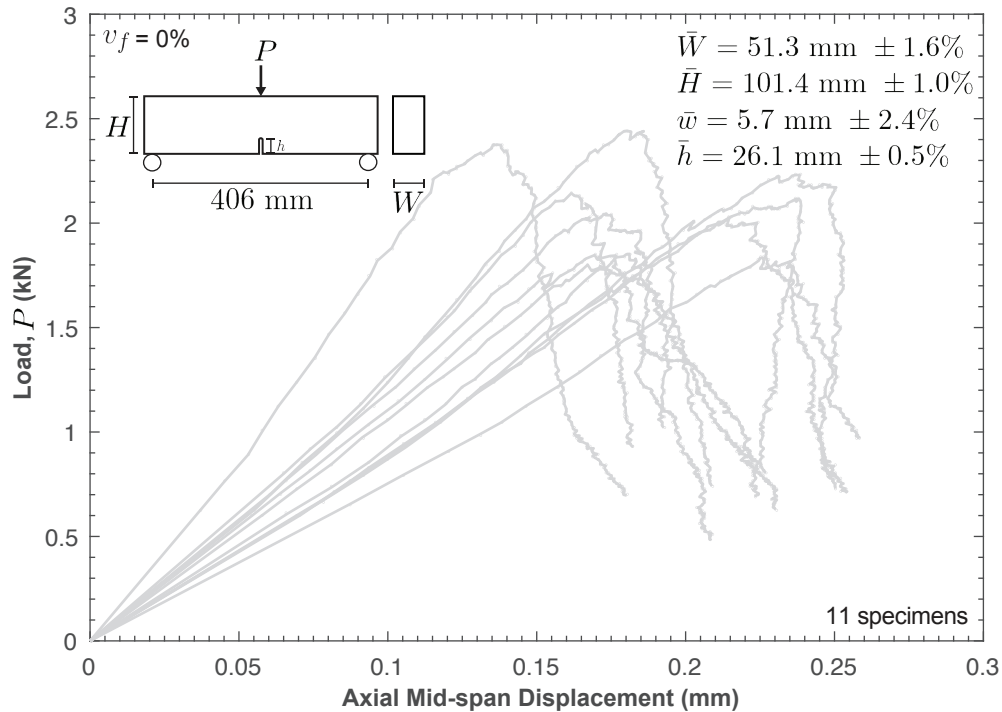 v_f = 0%
P
H
h
406 mm
W
W̄ = 51.3 mm ± 1.6%
H̄ = 101.4 mm ± 1.0%
w̄ = 5.7 mm ± 2.4%
h̄ = 26.1 mm ± 0.5%
3
2.5
2
1.5
1
0.5
0
Load, P (kN)
11 specimens
0 0.05 0.1 0.15 0.2 0.25 0.3
Axial Mid-span Displacement (mm)